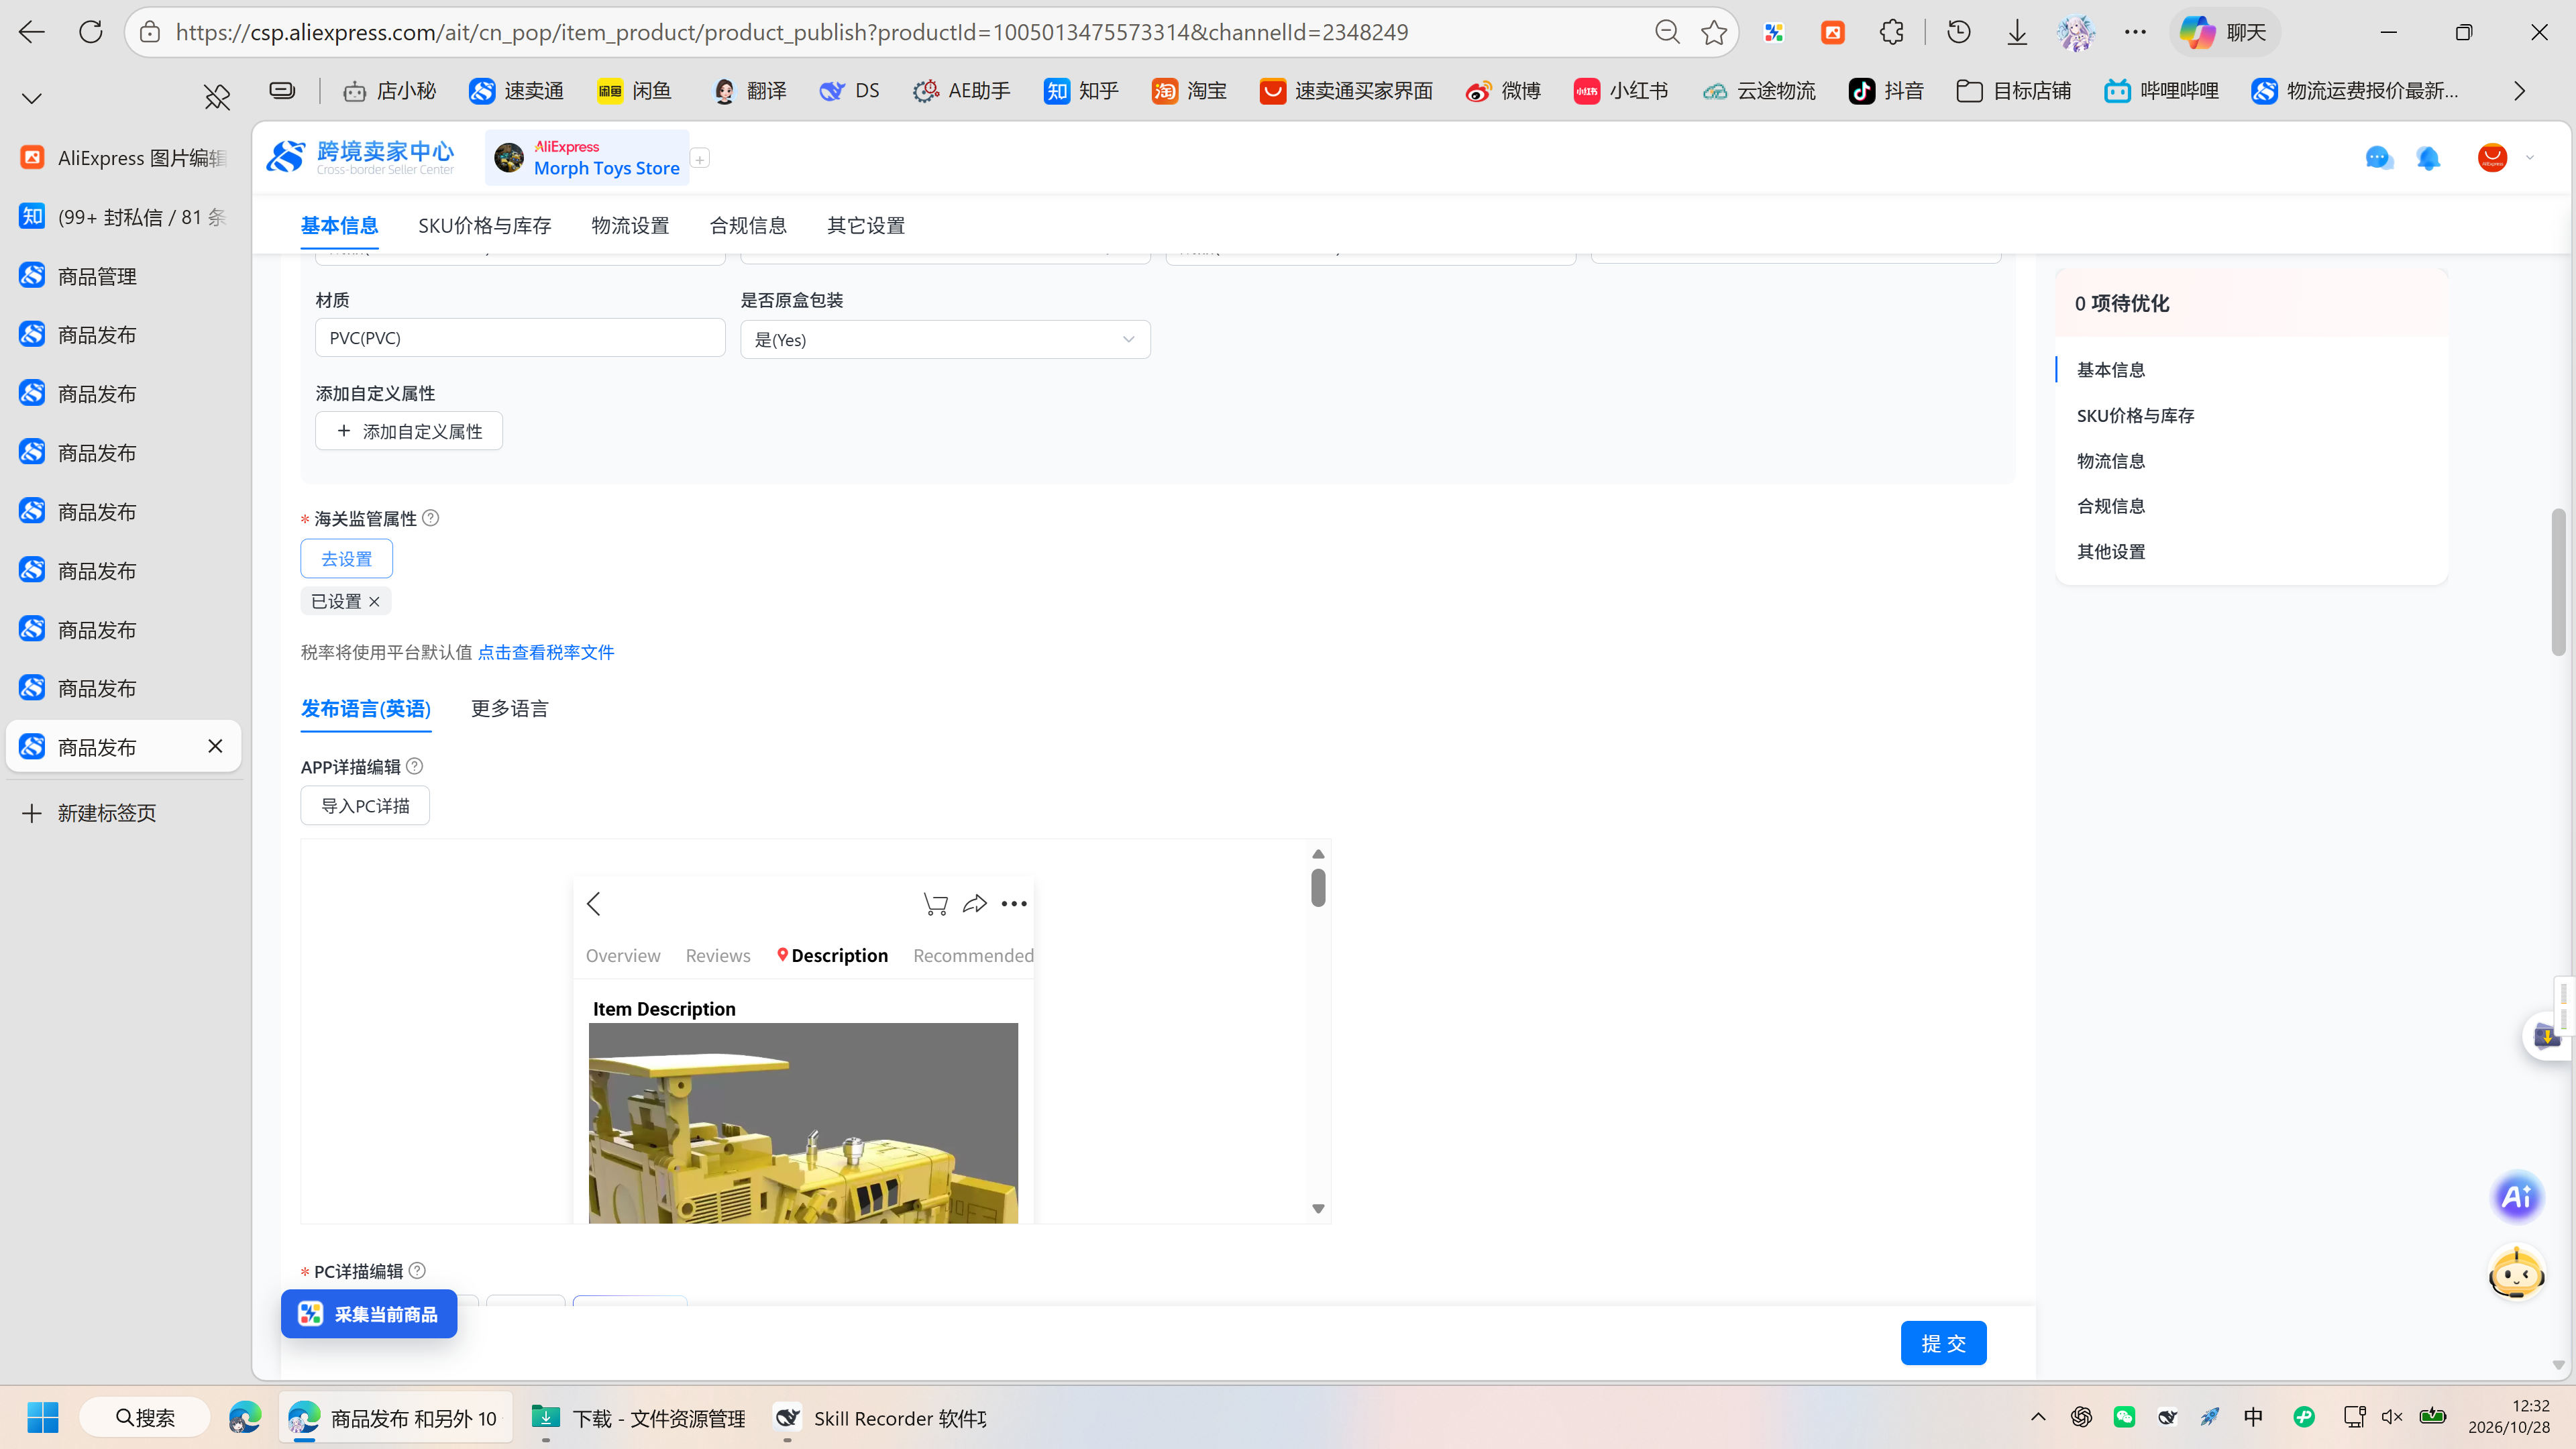 https://csp.aliexpress.com/ait/cn_pop/item_product/product_publish?productId=1005013475573314&channelId=2348249
聊天
店小秘
速卖通
闲鱼
翻译
DS
AE助手
知乎
淘宝
速卖通买家界面
微博
小红书
云途物流
抖音
目标店铺
哔哩哔哩
物流运费报价最新...
AliExpress 图片编辑
(99+ 封私信 / 81 条
商品管理
商品发布
商品发布
商品发布
商品发布
商品发布
商品发布
商品发布
商品发布
新建标签页
跨境卖家中心
Cross-border Seller Center
AliExpress
Morph Toys Store
基本信息
SKU价格与库存
物流设置
合规信息
其它设置
材质
PVC(PVC)
是否原盒包装
是(Yes)
添加自定义属性
+ 添加自定义属性
* 海关监管属性
去设置
已设置
税率将使用平台默认值 点击查看税率文件
发布语言(英语)
更多语言
APP详描编辑
导入PC详描
Overview
Reviews
Description
Recommended
Item Description
* PC详描编辑
采集当前商品
提 交
0 项待优化
基本信息
SKU价格与库存
物流信息
合规信息
其他设置
Ai
搜索
商品发布 和另外 10
下载 - 文件资源管理
Skill Recorder 软件
中
12:32
2026/10/28